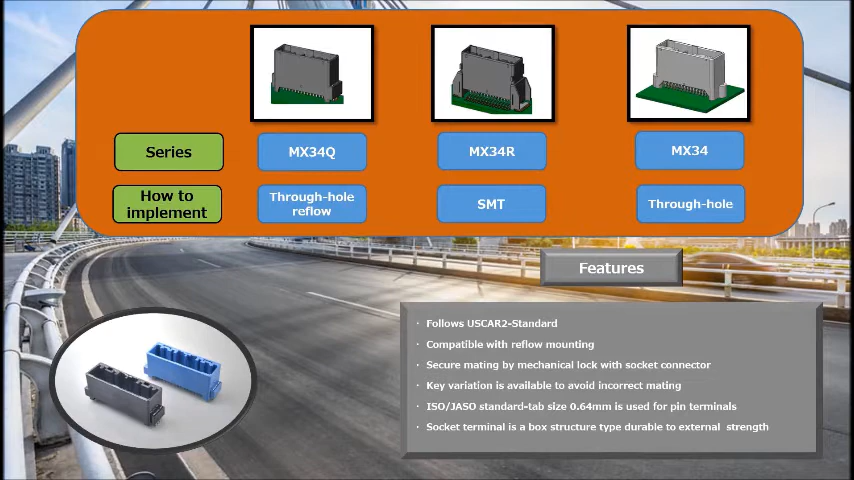 Series
MX34Q
MX34R
MX34
How to
implement
Through-hole
reflow
SMT
Through-hole
Features
· Follows USCAR2-Standard
· Compatible with reflow mounting
· Secure mating by mechanical lock with socket connector
· Key variation is available to avoid incorrect mating
· ISO/JASO standard-tab size 0.64mm is used for pin terminals
· Socket terminal is a box structure type durable to external strength